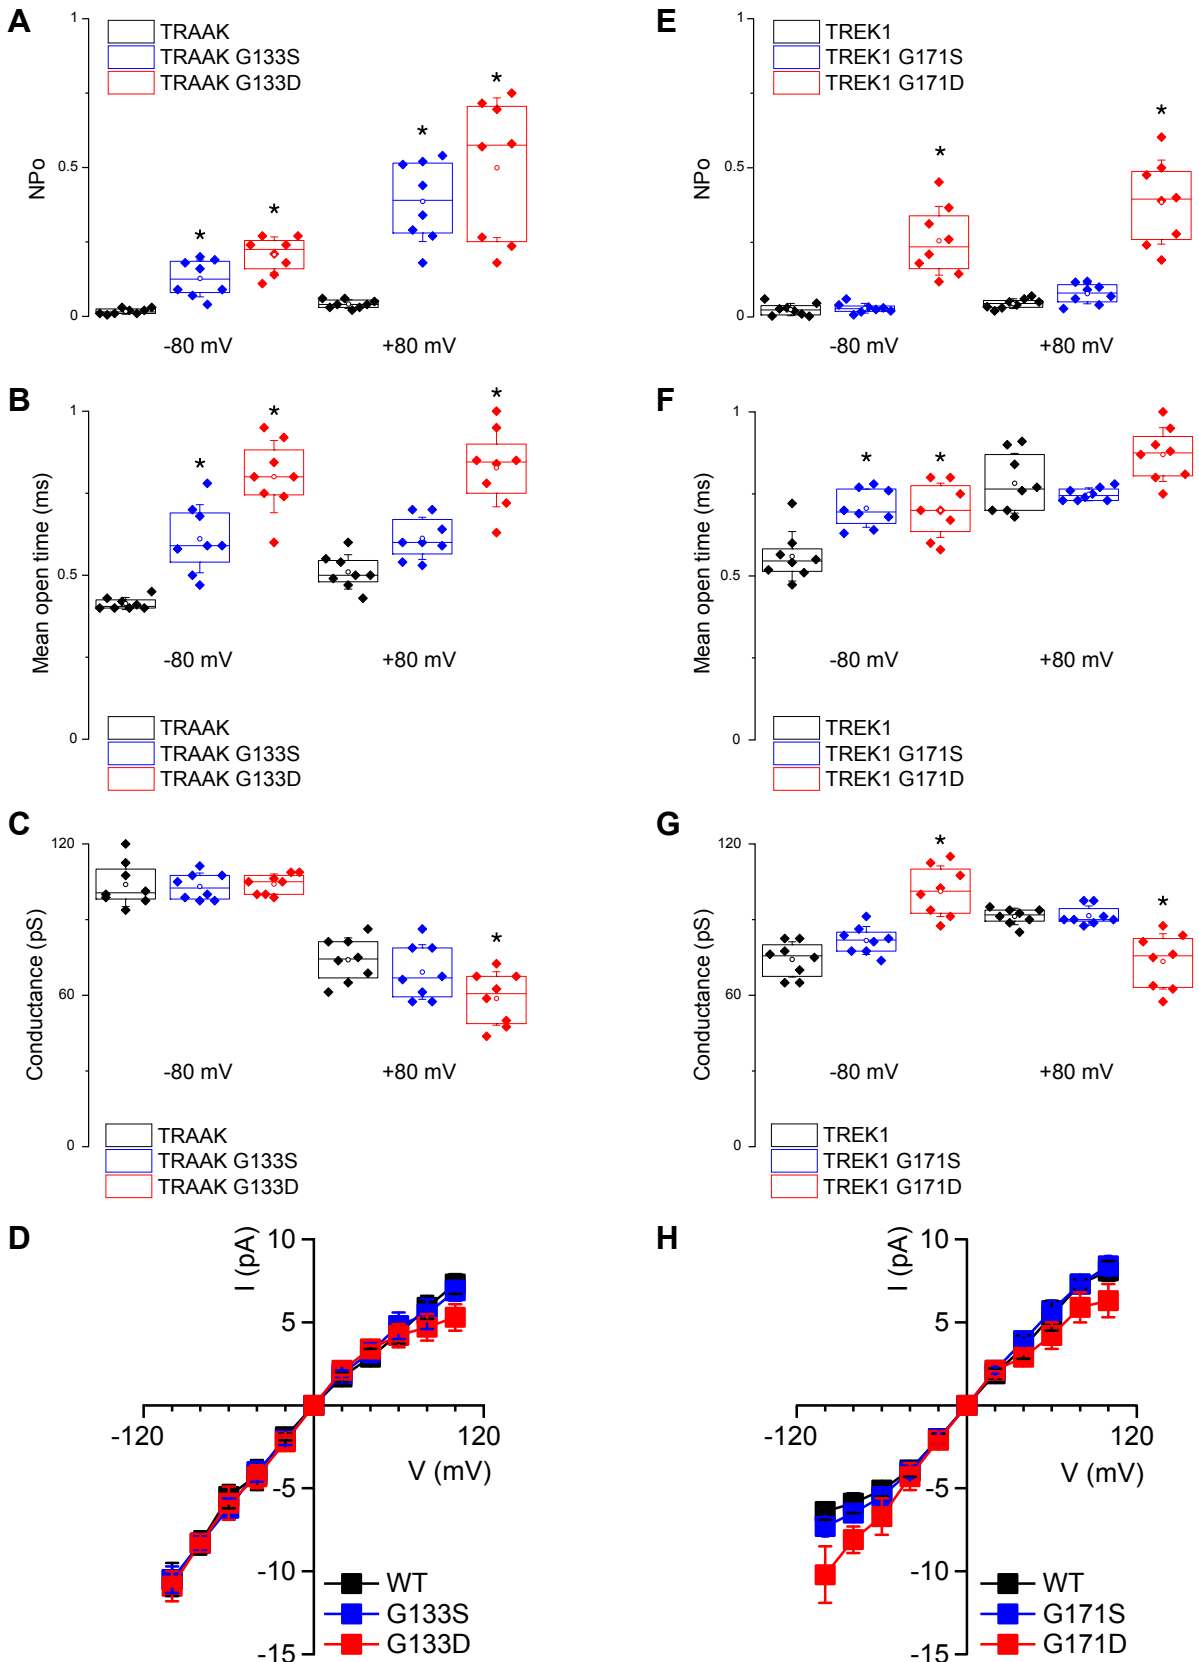 A
1
0.5
0
NPo
TRAAK
TRAAK G133S
TRAAK G133D
*
*
*
*
-80 mV
+80 mV
E
1
0.5
0
NPo
TREK1
TREK1 G171S
TREK1 G171D
*
*
-80 mV
+80 mV
B
1
0.5
0
Mean open time (ms)
*
*
*
-80 mV
+80 mV
TRAAK
TRAAK G133S
TRAAK G133D
F
1
0.5
0
Mean open time (ms)
*
*
-80 mV
+80 mV
TREK1
TREK1 G171S
TREK1 G171D
C
120
60
0
Conductance (pS)
*
-80 mV
+80 mV
TRAAK
TRAAK G133S
TRAAK G133D
G
120
60
0
Conductance (pS)
*
*
-80 mV
+80 mV
TREK1
TREK1 G171S
TREK1 G171D
D
I (pA)
10
5
-5
-10
-15
-120
120
V (mV)
WT
G133S
G133D
H
I (pA)
10
5
-5
-10
-15
-120
120
V (mV)
WT
G171S
G171D